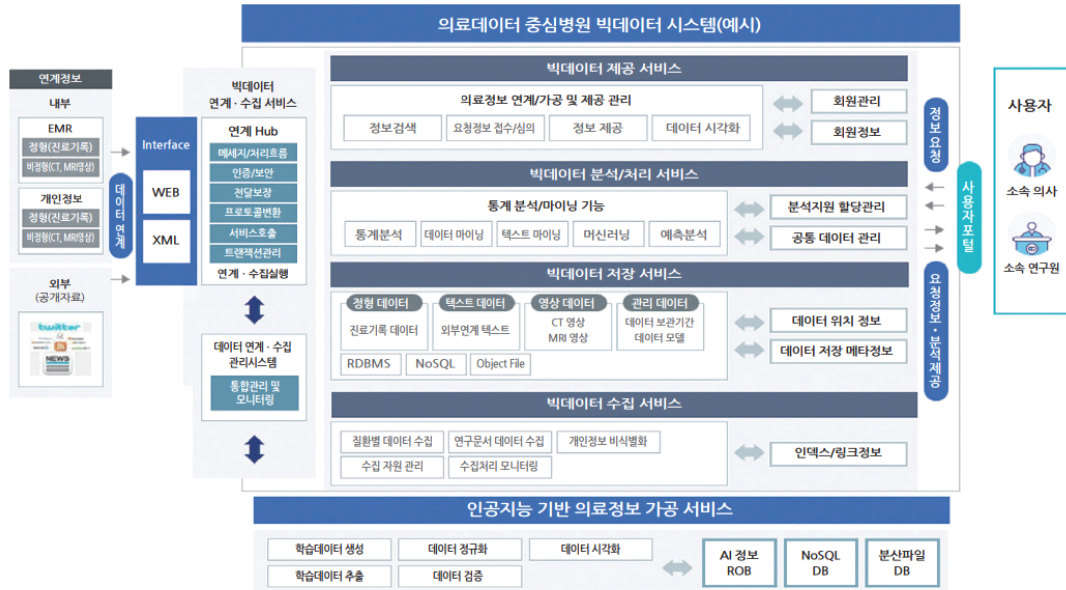 의료데이터 중심병원 빅데이터 시스템(예시)
연계정보
내부
EMR
정형(진료기록)
비정형(CT, MRI영상)
개인정보
정형(진료기록)
비정형(CT, MRI영상)
외부
(공개자료)
twitter
NEWS
데이터 연계
Interface
WEB
XML
빅데이터
연계 · 수집 서비스
연계 Hub
메세지/처리흐름
인증/보안
전달보장
프로토콜변환
서비스호출
트랜잭션관리
연계 · 수집실행
데이터 연계 · 수집
관리시스템
통합관리 및
모니터링
빅데이터 제공 서비스
의료정보 연계/가공 및 제공 관리
정보검색
요청정보 접수/심의
정보 제공
데이터 시각화
회원관리
회원정보
빅데이터 분석/처리 서비스
통계 분석/마이닝 기능
통계분석
데이터 마이닝
텍스트 마이닝
머신러닝
예측분석
분석지원 할당관리
공통 데이터 관리
빅데이터 저장 서비스
정형 데이터
진료기록 데이터
텍스트 데이터
외부연계 텍스트
영상 데이터
CT 영상
MRI 영상
관리 데이터
데이터 보관기간
데이터 모델
RDBMS
NoSQL
Object File
데이터 위치 정보
데이터 저장 메타정보
빅데이터 수집 서비스
질환별 데이터 수집
연구문서 데이터 수집
개인정보 비식별화
수집 자원 관리
수집처리 모니터링
인덱스/링크정보
정보요청
요청정보 · 분석제공
사용자포털
사용자
소속 의사
소속 연구원
인공지능 기반 의료정보 가공 서비스
학습데이터 생성
데이터 정규화
데이터 시각화
학습데이터 추출
데이터 검증
AI 정보
ROB
NoSQL
DB
분산파일
DB